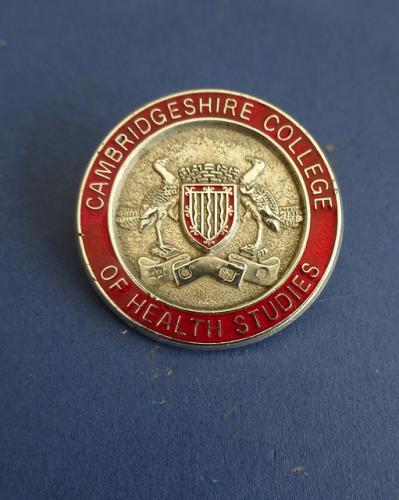 CAMBRIDGESHIRE COLLEGE
OF HEALTH STUDIES